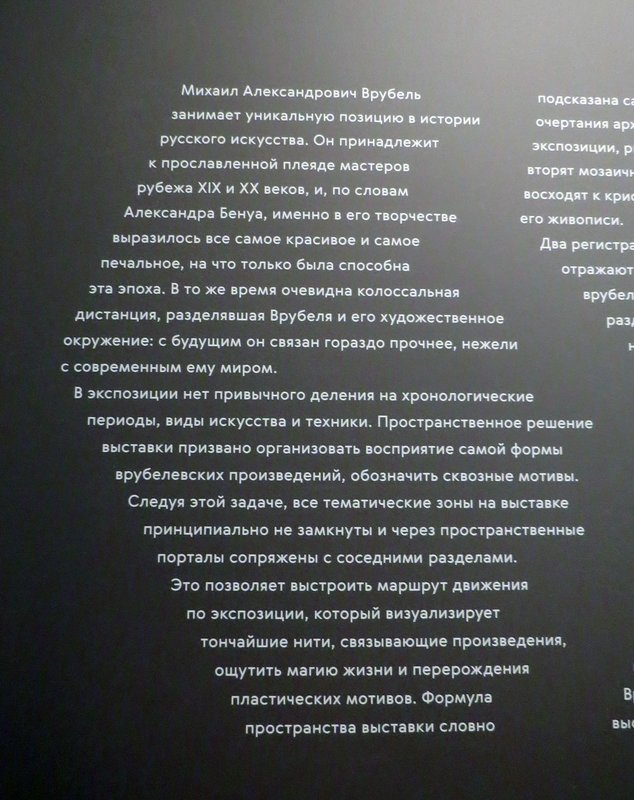 Михаил Александрович Врубель
занимает уникальную позицию в истории
русского искусства. Он принадлежит
к прославленной плеяде мастеров
рубежа XIX и XX веков, и, по словам
Александра Бенуа, именно в его творчестве
выразилось все самое красивое и самое
печальное, на что только была способна
эта эпоха. В то же время очевидна колоссальная
дистанция, разделявшая Врубеля и его художественное
окружение: с будущим он связан гораздо прочнее, нежели
с современным ему миром.
В экспозиции нет привычного деления на хронологические
периоды, виды искусства и техники. Пространственное решение
выставки призвано организовать восприятие самой формы
врубелевских произведений, обозначить сквозные мотивы.
Следуя этой задаче, все тематические зоны на выставке
принципиально не замкнуты и через пространственные
порталы сопряжены с соседними разделами.
Это позволяет выстроить маршрут движения
по экспозиции, который визуализирует
тончайшие нити, связывающие произведения,
ощутить магию жизни и перерождения
пластических мотивов. Формула
пространства выставки словно
подсказана
очертания
экспозиции,
вторят
восходят к
его живописи.
Два
отражают